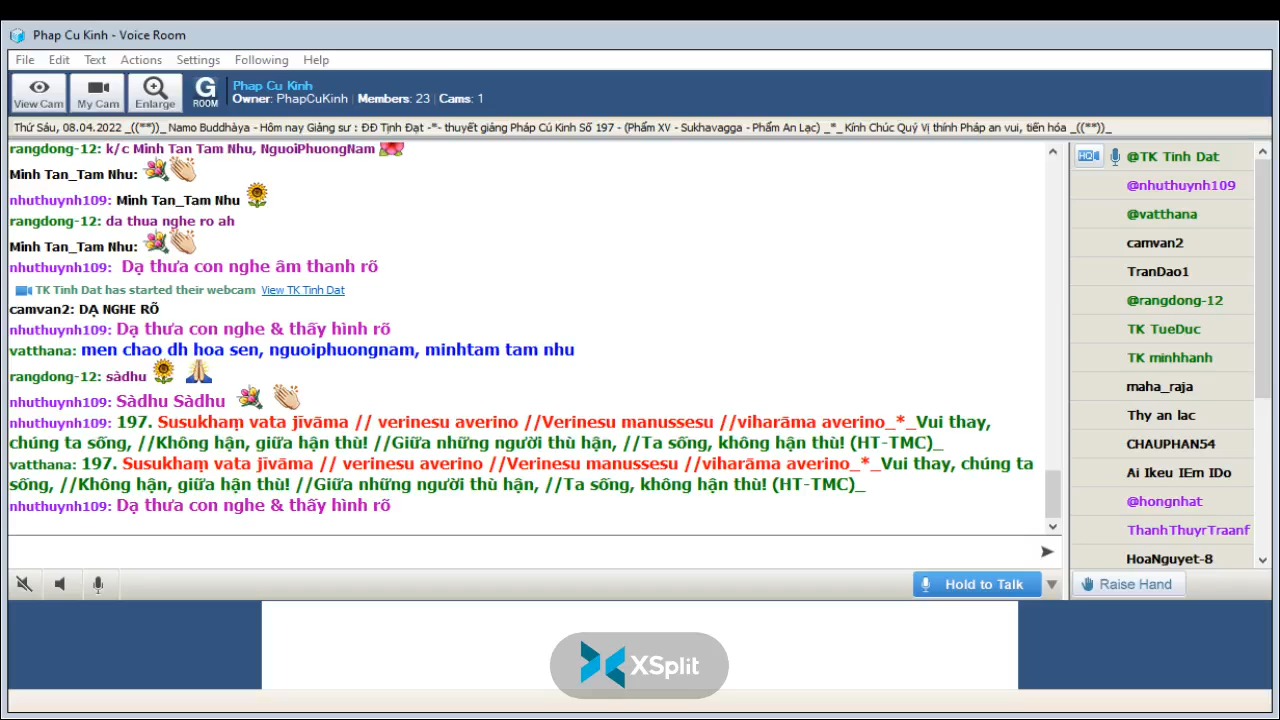 Phap Cu Kinh - Voice Room
File Edit Text Actions Settings Following Help
View Cam My Cam Enlarge G ROOM
Phap Cu Kinh
Owner: PhapCuKinh Members: 23 Cams: 1
Thứ Sáu, 08.04.2022 _((**))_ Namo Buddhàya - Hôm nay Giảng sư : ĐĐ Tịnh Đạt -*- thuyết giảng Pháp Cú Kinh Số 197 - (Phẩm XV - Sukhavagga - Phẩm An Lạc) _*_ Kính Chúc Quý Vị thính Pháp an vui, tiến hóa _((**))_
rangdong-12: k/c Minh Tan Tam Nhu, NguoiPhuongNam
Minh Tan_Tam Nhu:
nhuthuynh109: Minh Tan_Tam Nhu
rangdong-12: da thua nghe ro ah
Minh Tan_Tam Nhu:
nhuthuynh109: Dạ thưa con nghe âm thanh rõ
TK Tinh Dat has started their webcam View TK Tinh Dat
camvan2: DẠ NGHE RÕ
nhuthuynh109: Dạ thưa con nghe & thấy hình rõ
vatthana: men chao dh hoa sen, nguoiphuongnam, minhtam tam nhu
rangdong-12: sàdhu
nhuthuynh109: Sàdhu Sàdhu
nhuthuynh109: 197. Susukhaṃ vata jīvāma // verinesu averino //Verinesu manussesu //viharāma averino_*_Vui thay,
chúng ta sống, //Không hận, giữa hận thù! //Giữa những người thù hận, //Ta sống, không hận thù! (HT-TMC)_
vatthana: 197. Susukhaṃ vata jīvāma // verinesu averino //Verinesu manussesu //viharāma averino_*_Vui thay, chúng ta
sống, //Không hận, giữa hận thù! //Giữa những người thù hận, //Ta sống, không hận thù! (HT-TMC)_
nhuthuynh109: Dạ thưa con nghe & thấy hình rõ
Hold to Talk
HQ @TK Tinh Dat
@nhuthuynh109
@vatthana
camvan2
TranDao1
@rangdong-12
TK TueDuc
TK minhhanh
maha_raja
Thy an lac
CHAUPHAN54
Ai Ikeu IEm IDo
@hongnhat
ThanhThuyrTraanf
HoaNguyet-8
Raise Hand
XSplit